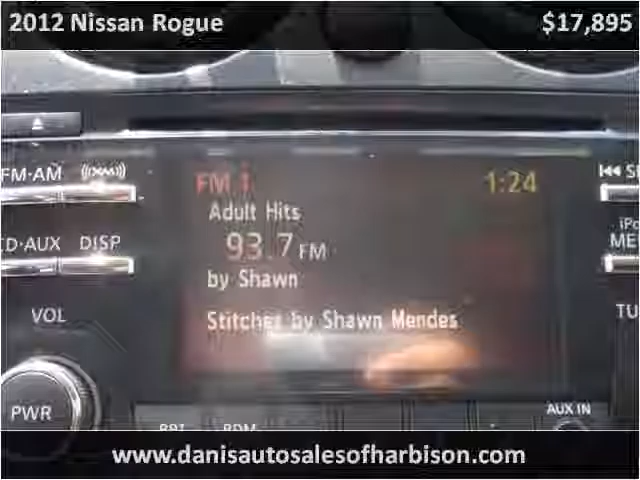 2012 Nissan Rogue $17,895
FM·AM
FM 1 1:24
Adult Hits
93.7 FM
CD·AUX DISP
by Shawn
VOL
Stitches by Shawn Mendes
PWR
AUX IN
www.danisautosalesofharbison.com